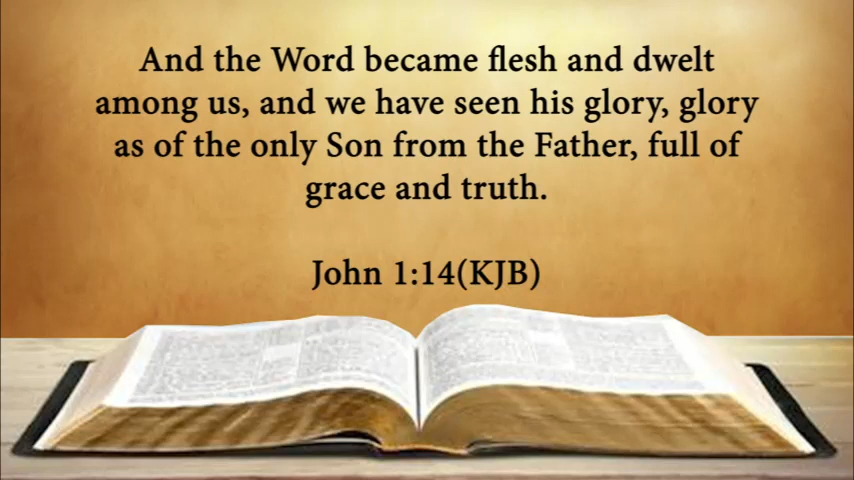 And the Word became flesh and dwelt
among us, and we have seen his glory, glory
as of the only Son from the Father, full of
grace and truth.
John 1:14(KJB)